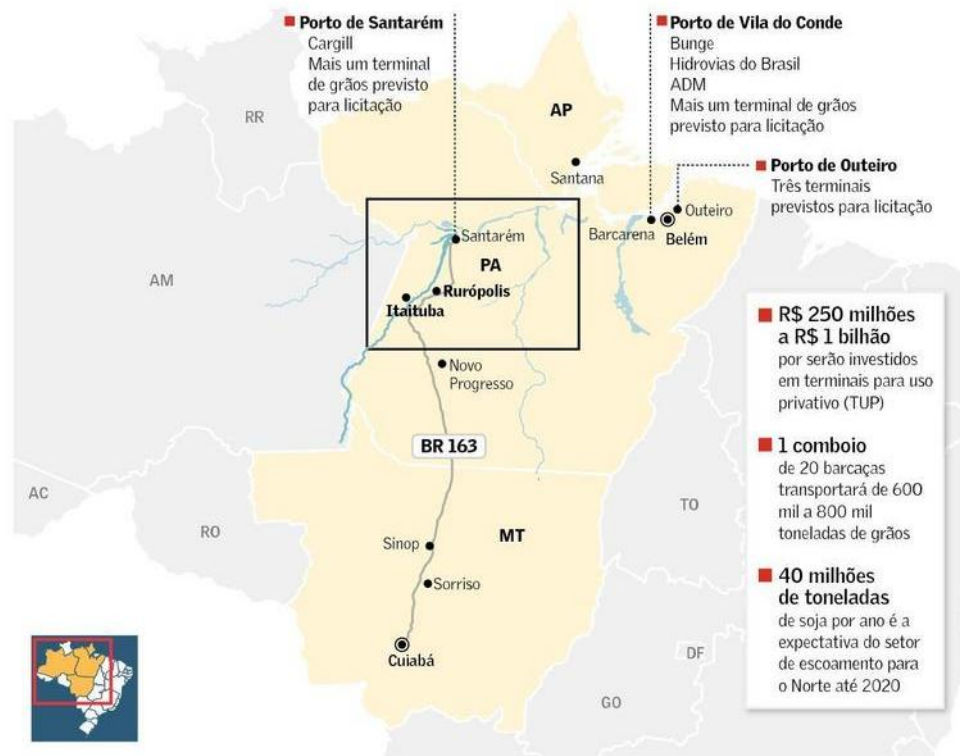 Porto de Santarém
Cargill
Mais um terminal
de grãos previsto
para licitação
Porto de Vila do Conde
Bunge
Hidrovias do Brasil
ADM
Mais um terminal de grãos
previsto para licitação
Porto de Outeiro
Três terminais
previstos para licitação
RR
AP
Santana
Outeiro
Barcarena
Belém
Santarém
PA
AM
Rurópolis
Itaituba
Novo
Progresso
BR 163
AC
RO
TO
MT
Sinop
Sorriso
Cuiabá
DF
GO
R$ 250 milhões
a R$ 1 bilhão
por serão investidos
em terminais para uso
privativo (TUP)
1 comboio
de 20 barcaças
transportará de 600
mil a 800 mil
toneladas de grãos
40 milhões
de toneladas
de soja por ano é a
expectativa do setor
de escoamento para
o Norte até 2020